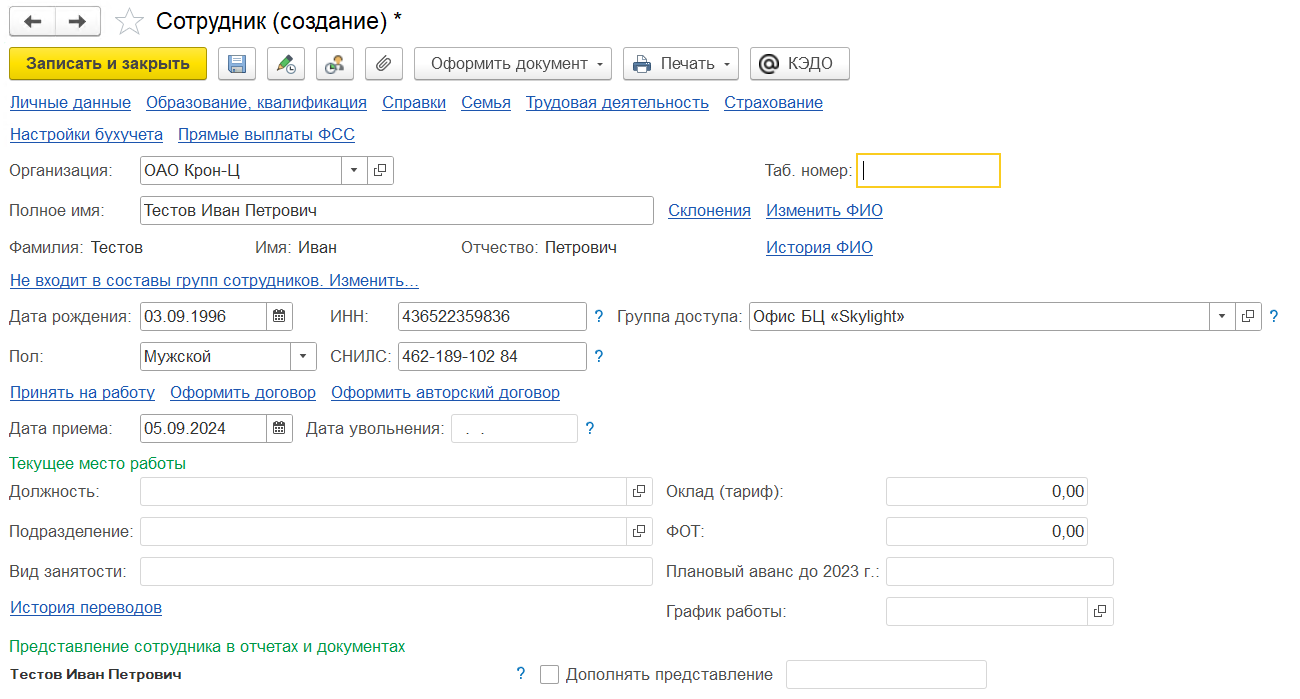 Сотрудник (создание) *
Записать и закрыть Оформить документ Печать КЭДО
Личные данные Образование, квалификация Справки Семья Трудовая деятельность Страхование
Настройки бухучета Прямые выплаты ФСС
Организация: ОАО Крон-Ц Таб. номер:
Полное имя: Тестов Иван Петрович Склонения Изменить ФИО
Фамилия: Тестов Имя: Иван Отчество: Петрович История ФИО
Не входит в составы групп сотрудников. Изменить...
Дата рождения: 03.09.1996 ИНН: 436522359836 ? Группа доступа: Офис БЦ «Skylight» ?
Пол: Мужской СНИЛС: 462-189-102 84 ?
Принять на работу Оформить договор Оформить авторский договор
Дата приема: 05.09.2024 Дата увольнения: . . ?
Текущее место работы
Должность: Оклад (тариф): 0,00
Подразделение: ФОТ: 0,00
Вид занятости: Плановый аванс до 2023 г.:
История переводов График работы:
Представление сотрудника в отчетах и документах
Тестов Иван Петрович ? Дополнять представление